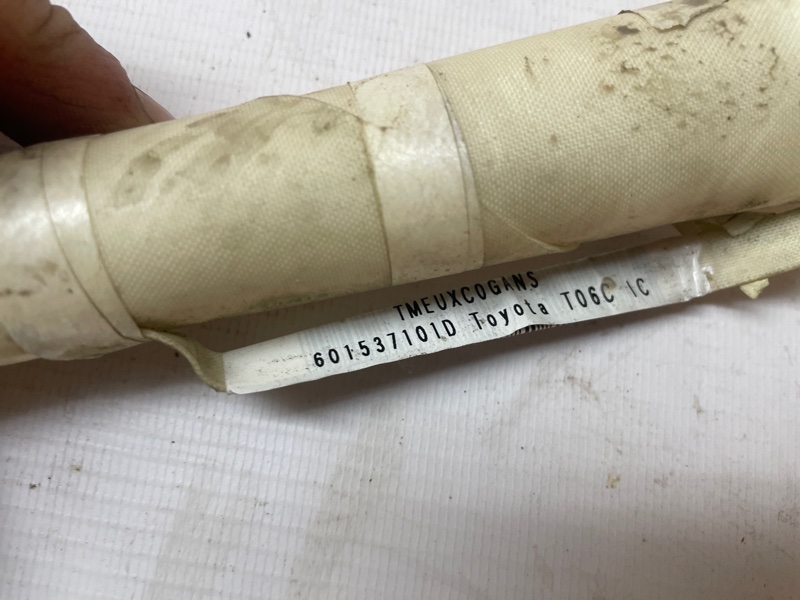 TMEUXCOGANS
601537101D Toyota T06C IC